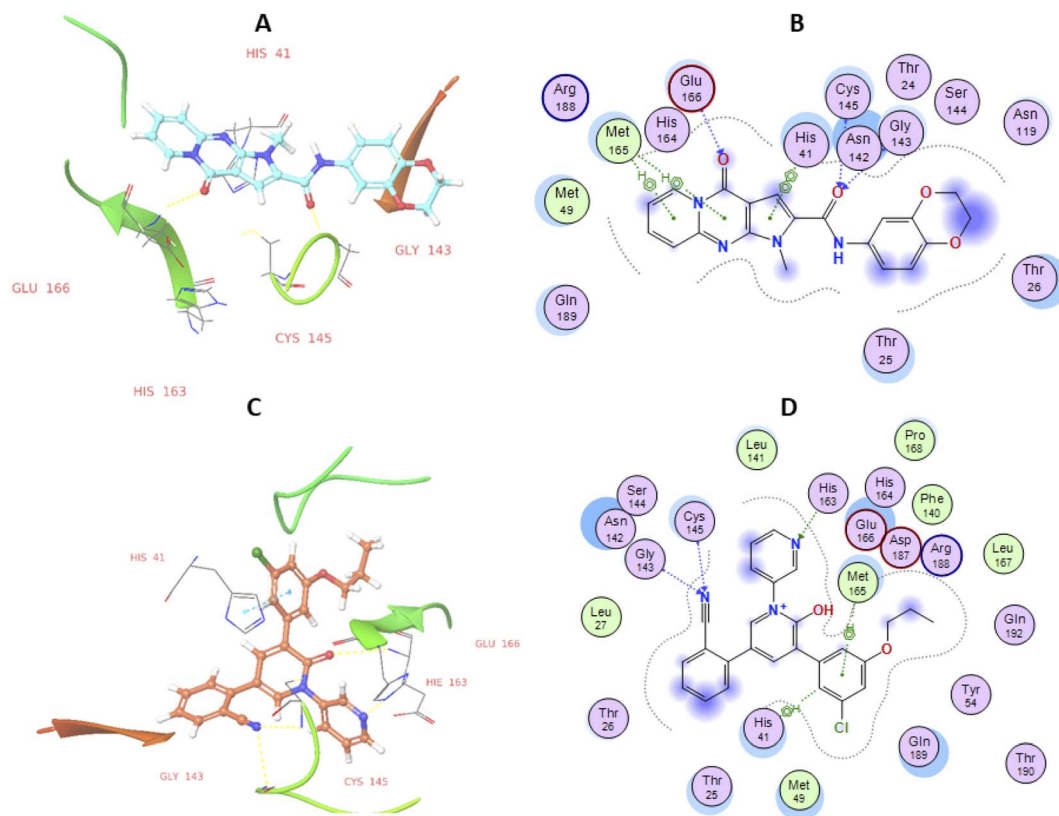 A
HIS 41
GLY 143
GLU 166
CYS 145
HIS 163
B
Arg
188
Glu
166
Met
165
His
164
His
41
Cys
145
Asn
142
Gly
143
Thr
24
Ser
144
Asn
119
Met
49
Gln
189
Thr
25
Thr
26
H
H
O
N
N
N
O
N
H
O
O
C
HIS 41
GLU 166
HIE 163
GLY 143
CYS 145
D
Leu
141
Pro
168
Ser
144
Asn
142
Gly
143
Cys
145
His
163
His
164
Phe
140
Glu
166
Asp
187
Arg
188
Leu
167
Met
165
Leu
27
Gln
192
Tyr
54
Thr
26
His
41
Gln
189
Thr
190
Thr
25
Met
49
N
N
N+
OH
O
Cl
H
H